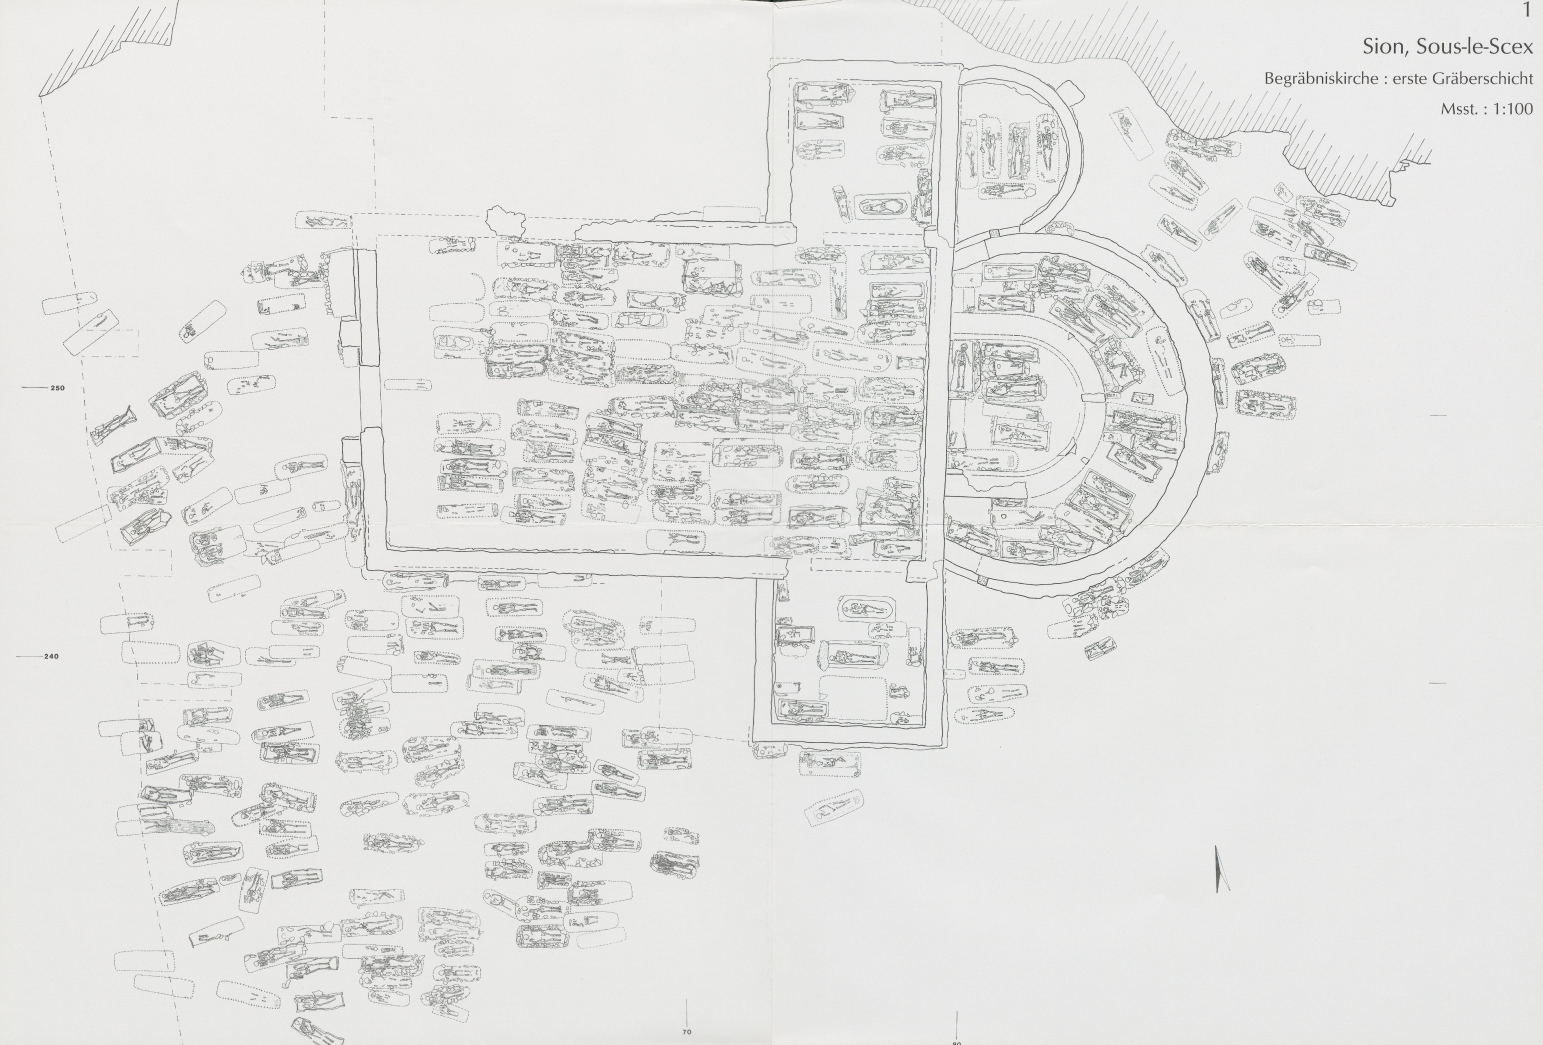 1
Sion, Sous-le-Scex
Begräbniskirche : erste Gräberschicht
Msst. : 1:100
250
240
70
80